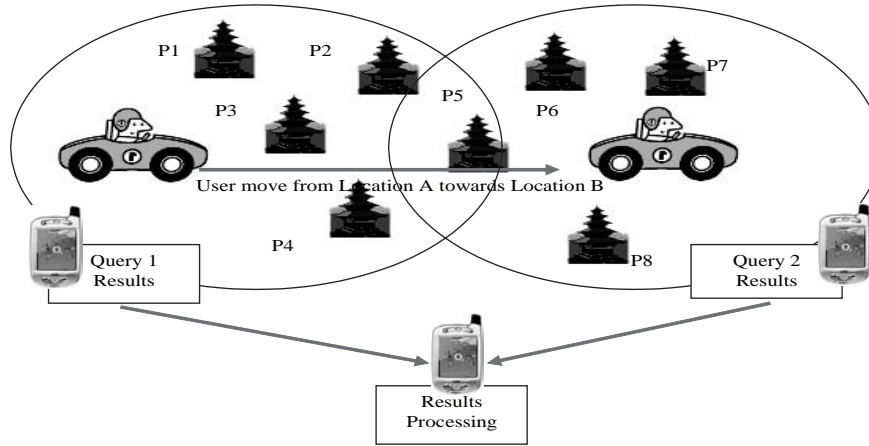 P1
P2
P3
P5
P6
P7
User move from Location A towards Location B
P4
P8
Query 1
Results
Query 2
Results
Results
Processing